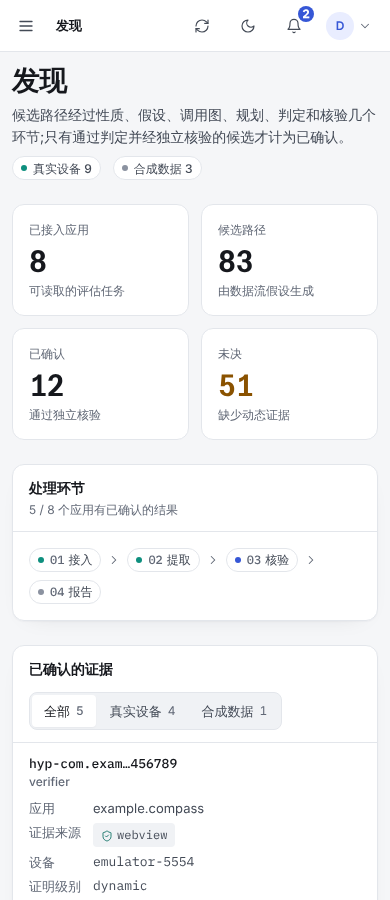 发现
2
D
发现
候选路径经过性质、假设、调用图、规划、判定和核验几个
环节;只有通过判定并经独立核验的候选才计为已确认。
真实设备 9
合成数据 3
已接入应用
8
可读取的评估任务
候选路径
83
由数据流假设生成
已确认
12
通过独立核验
未决
51
缺少动态证据
处理环节
5 / 8 个应用有已确认的结果
01 接入
02 提取
03 核验
04 报告
已确认的证据
全部 5
真实设备 4
合成数据 1
hyp-com.exam…456789
verifier
应用 example.compass
证据来源 webview
设备 emulator-5554
证明级别 dynamic